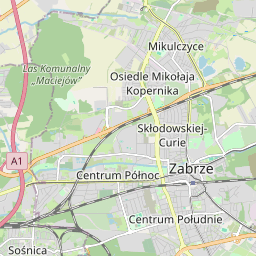 Mikulczyce
Las Komunalny
„Maciejów”
Osiedle Mikołaja
Kopernika
Skłodowskiej-
Curie
A1
Zabrze
Centrum Północ
Centrum Południe
Sośnica